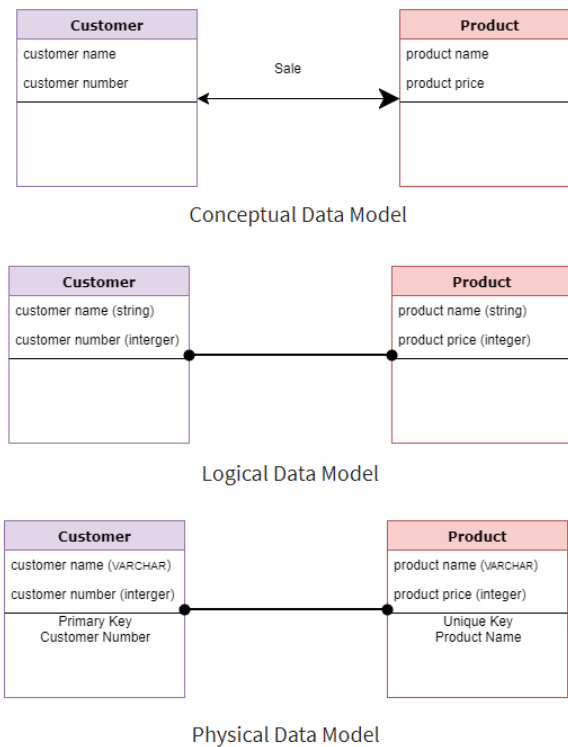 Customer
customer name
customer number
Sale
Product
product name
product price
Conceptual Data Model
Customer
customer name (string)
customer number (interger)
Product
product name (string)
product price (integer)
Logical Data Model
Customer
customer name (VARCHAR)
customer number (interger)
Primary Key
Customer Number
Product
product name (VARCHAR)
product price (integer)
Unique Key
Product Name
Physical Data Model